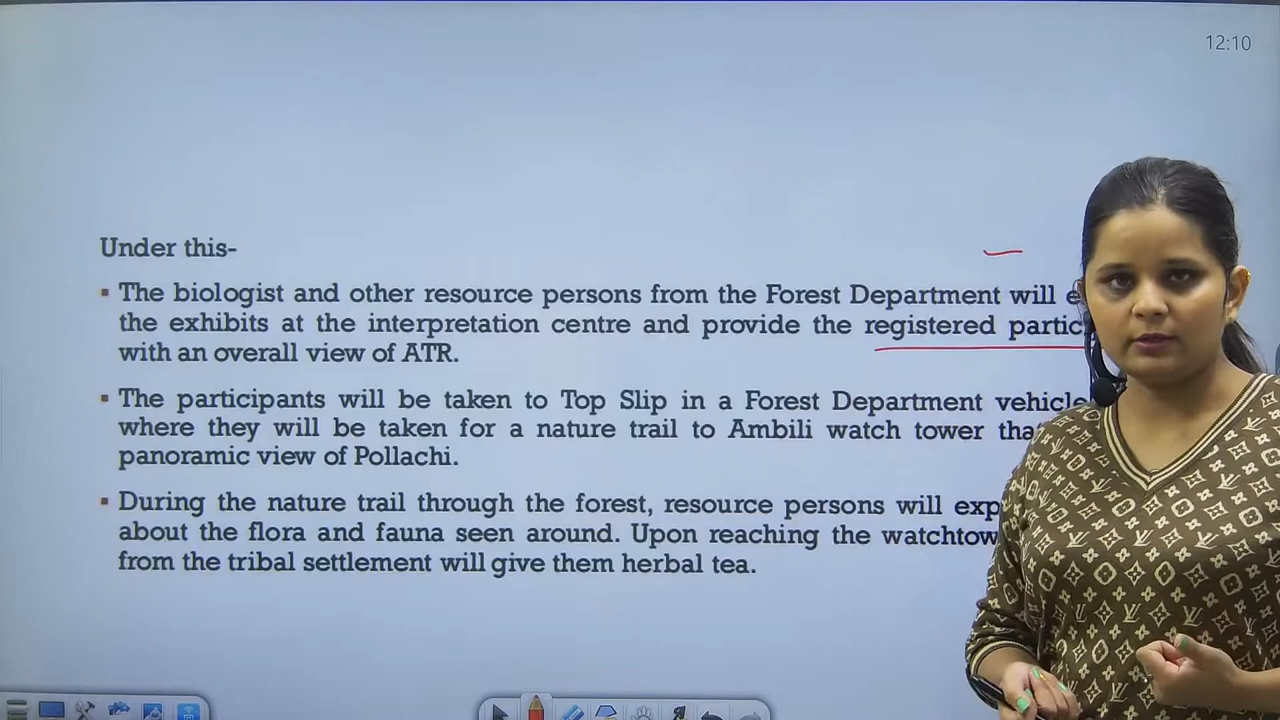 12:10
Under this-
▪ The biologist and other resource persons from the Forest Department will
the exhibits at the interpretation centre and provide the registered
with an overall view of ATR.
▪ The participants will be taken to Top Slip in a Forest Department vehicle
where they will be taken for a nature trail to Ambili watch tower
panoramic view of Pollachi.
▪ During the nature trail through the forest, resource persons will
about the flora and fauna seen around. Upon reaching the
from the tribal settlement will give them herbal tea.